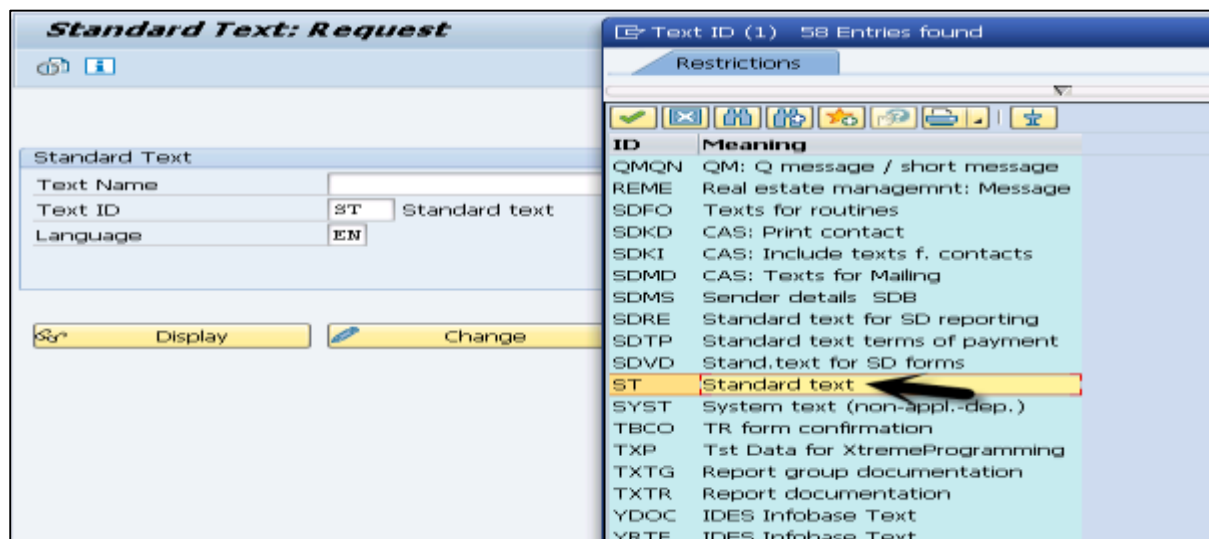 Standard Text: Request
Standard Text
Text Name
Text ID ST Standard text
Language EN
Display Change
Text ID (1) 58 Entries found
Restrictions
ID Meaning
QMQN QM: Q message / short message
REME Real estate managemnt: Message
SDFO Texts for routines
SDKD CAS: Print contact
SDKI CAS: Include texts f. contacts
SDMD CAS: Texts for Mailing
SDMS Sender details SDB
SDRE Standard text for SD reporting
SDTP Standard text terms of payment
SDVD Stand.text for SD forms
ST Standard text
SYST System text (non-appl.-dep.)
TBCO TR form confirmation
TXP Tst Data for XtremeProgramming
TXTG Report group documentation
TXTR Report documentation
YDOC IDES Infobase Text
YRTE IDES Infobase Text